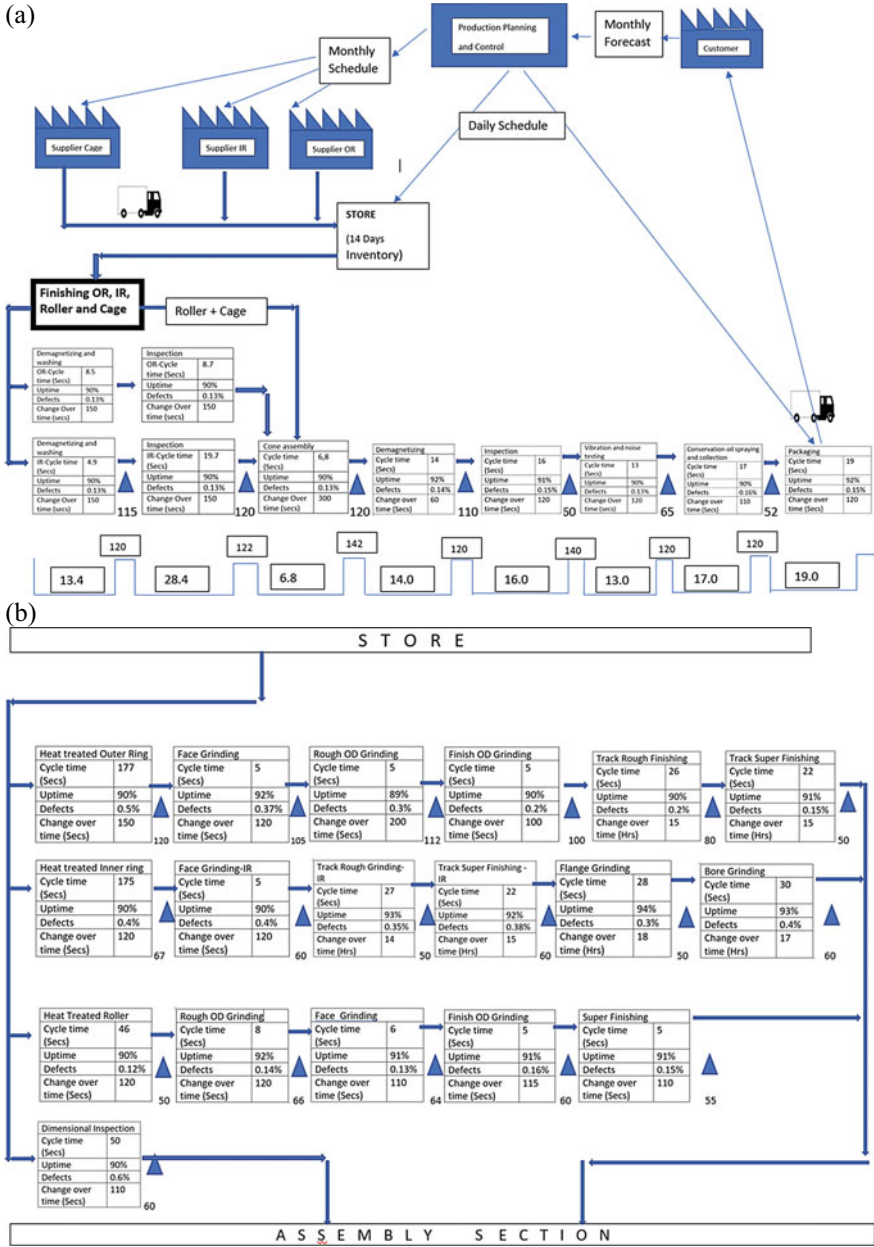 (a)
Monthly
Schedule
Production Planning
and Control
Monthly
Forecast
Customer
Supplier Cage
Supplier IR
Supplier OR
Daily Schedule
STORE
(14 Days
Inventory)
Finishing OR, IR,
Roller and Cage
Roller + Cage
Demagnetizing and
washing
OR-Cycle
time (Secs)
8.5
Uptime
90%
Defects
0.13%
Change Over
time (secs)
150
Inspection
OR-Cycle
time (Secs)
8.7
Uptime
90%
Defects
0.13%
Change Over
time (secs)
150
Demagnetizing and
washing
IR-Cycle time
(Secs)
4.9
Uptime
90%
Defects
0.13%
Change Over
time (Secs)
150
115
Inspection
IR-Cycle time
(Secs)
19.7
Uptime
90%
Defects
0.13%
Change Over
time (Secs)
150
120
Cone assembly
Cycle time
(Secs)
6,8
Uptime
90%
Defects
0.13%
Change Over
time (Secs)
300
120
Demagnetizing
Cycle time
(Secs)
14
Uptime
92%
Defects
0.14%
Change over
time (Secs)
60
110
Inspection
Cycle time
(Secs)
16
Uptime
91%
Defects
0.15%
Change over
time (Secs)
120
50
Vibration and noise
testing
Cycle time
(Secs)
13
Uptime
90%
Defects
0.13%
Change over
time (Secs)
120
65
Conservation oil spraying
and collection
Cycle time
(Secs)
17
Uptime
90%
Defects
0.16%
Change over
time (Secs)
110
52
Packaging
Cycle time
(Secs)
19
Uptime
92%
Defects
0.15%
Change over
time (Secs)
120
120
122
142
120
140
120
120
13.4
28.4
6.8
14.0
16.0
13.0
17.0
19.0
(b)
STORE
Heat treated Outer Ring
Cycle time
(Secs)
177
Uptime
90%
Defects
0.5%
Change over
time (Secs)
150
120
Face Grinding
Cycle time
(Secs)
5
Uptime
92%
Defects
0.37%
Change over
time (Secs)
120
105
Rough OD Grinding
Cycle time
(Secs)
5
Uptime
89%
Defects
0.3%
Change over
time (Secs)
200
112
Finish OD Grinding
Cycle time
(Secs)
5
Uptime
90%
Defects
0.2%
Change over
time (Secs)
100
100
Track Rough Finishing
Cycle time
(Secs)
26
Uptime
90%
Defects
0.2%
Change over
time (Hrs)
15
80
Track Super Finishing
Cycle time
(Secs)
22
Uptime
91%
Defects
0.15%
Change over
time (Hrs)
15
50
Heat treated Inner ring
Cycle time
(Secs)
175
Uptime
90%
Defects
0.4%
Change over
time (Secs)
120
67
Face Grinding-IR
Cycle time
(Secs)
5
Uptime
90%
Defects
0.4%
Change over
time (Secs)
120
60
Track Rough Grinding-
IR
Cycle time
(Secs)
27
Uptime
93%
Defects
0.35%
Change over
time (Hrs)
14
50
Track Super Finishing -
IR
Cycle time
(Secs)
22
Uptime
92%
Defects
0.38%
Change over
time (Hrs)
15
60
Flange Grinding
Cycle time
(Secs)
28
Uptime
94%
Defects
0.3%
Change over
time (Hrs)
18
50
Bore Grinding
Cycle time
(Secs)
30
Uptime
93%
Defects
0.4%
Change over
time (Hrs)
17
60
Heat Treated Roller
Cycle time
(Secs)
46
Uptime
90%
Defects
0.12%
Change over
time (Secs)
120
50
Rough OD Grinding
Cycle time
(Secs)
8
Uptime
92%
Defects
0.14%
Change over
time (Secs)
120
66
Face Grinding
Cycle time
(Secs)
6
Uptime
91%
Defects
0.13%
Change over
time (Secs)
110
64
Finish OD Grinding
Cycle time
(Secs)
5
Uptime
91%
Defects
0.16%
Change over
time (Secs)
115
60
Super Finishing
Cycle time
(Secs)
5
Uptime
91%
Defects
0.15%
Change over
time (Secs)
110
55
Dimensional Inspection
Cycle time
(Secs)
50
Uptime
90%
Defects
0.6%
Change over
time (Secs)
110
60
ASSEMBLY SECTION